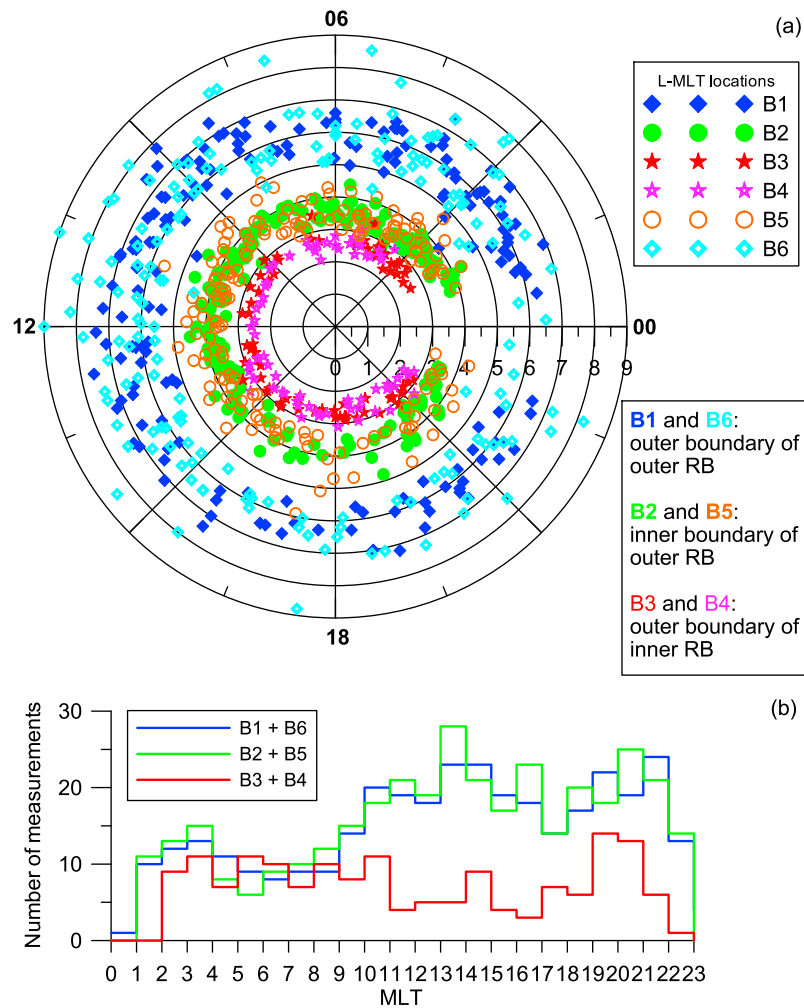 06
(a)
L-MLT locations
B1
B2
B3
B4
B5
B6
12
00
0 1 2 3 4 5 6 7 8 9
18
B1 and B6:
outer boundary of
outer RB
B2 and B5:
inner boundary of
outer RB
B3 and B4:
outer boundary of
inner RB
(b)
30
20
10
0
Number of measurements
B1 + B6
B2 + B5
B3 + B4
0 1 2 3 4 5 6 7 8 9 10 11 12 13 14 15 16 17 18 19 20 21 22 23
MLT